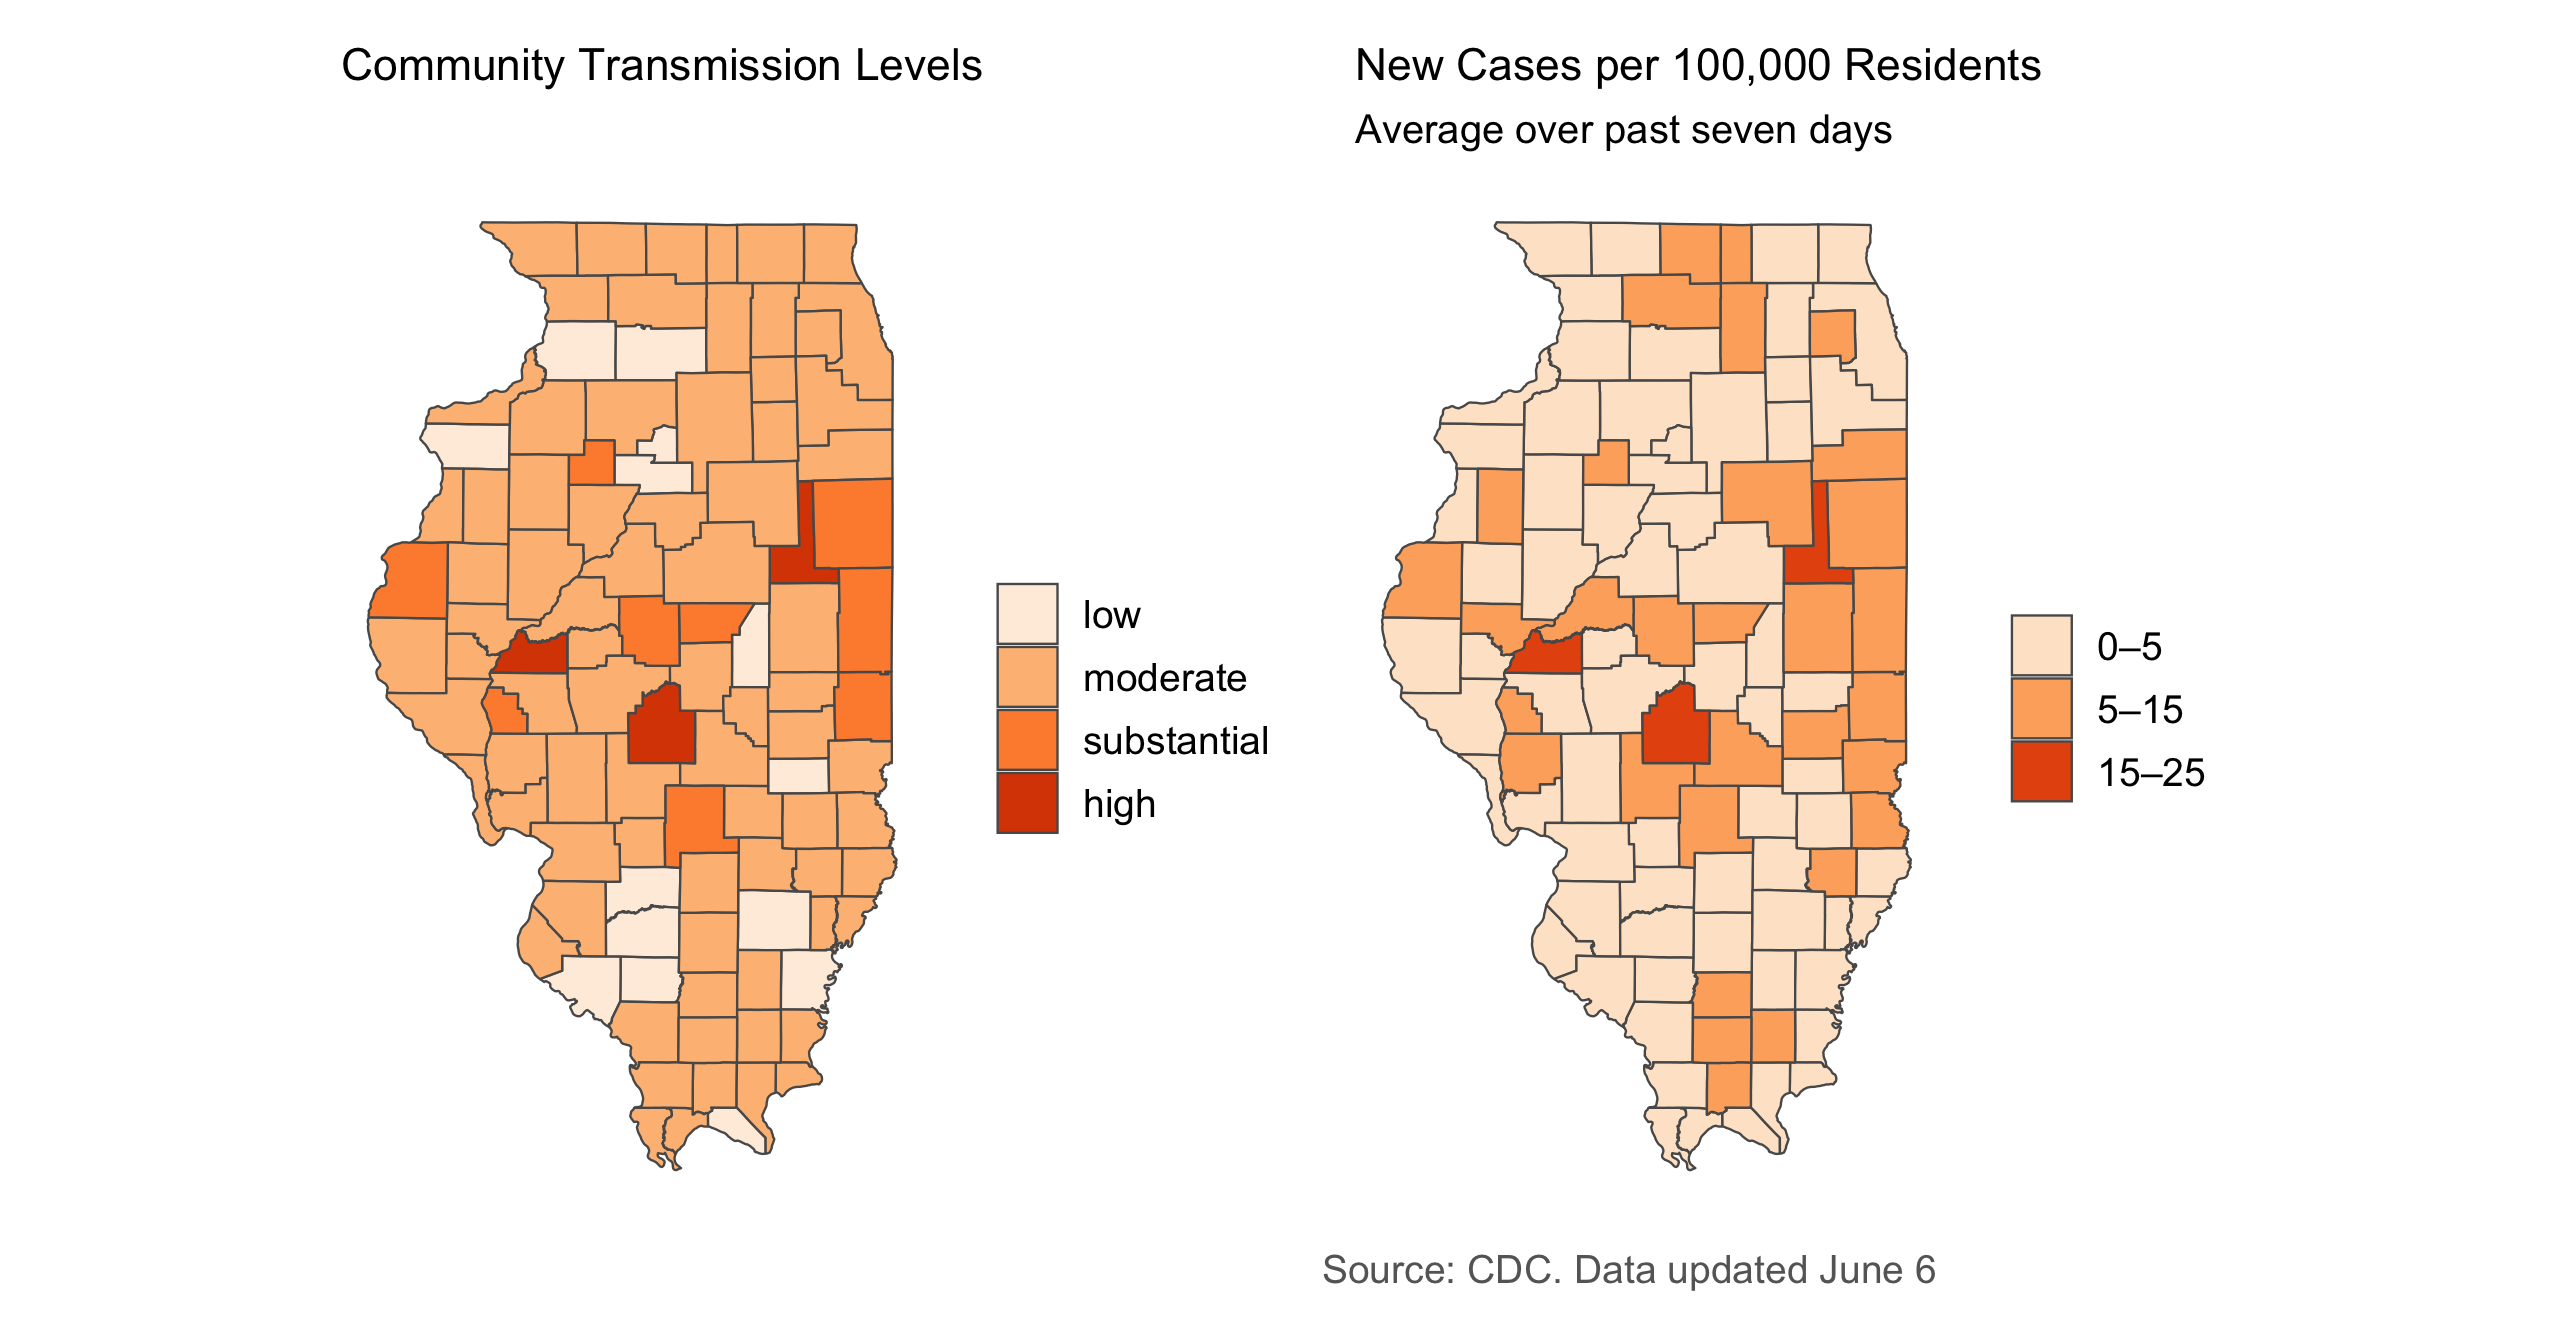 Community Transmission Levels
low
moderate
substantial
high
New Cases per 100,000 Residents
Average over past seven days
0–5
5–15
15–25
Source: CDC. Data updated June 6